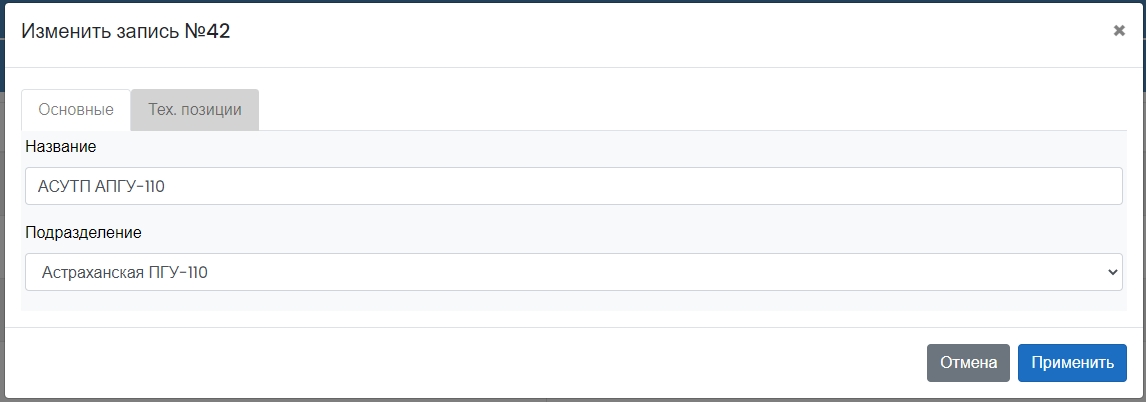 Изменить запись №42
Основные
Тех. позиции
Название
АСУТП АПГУ-110
Подразделение
Астраханская ПГУ-110
Отмена
Применить